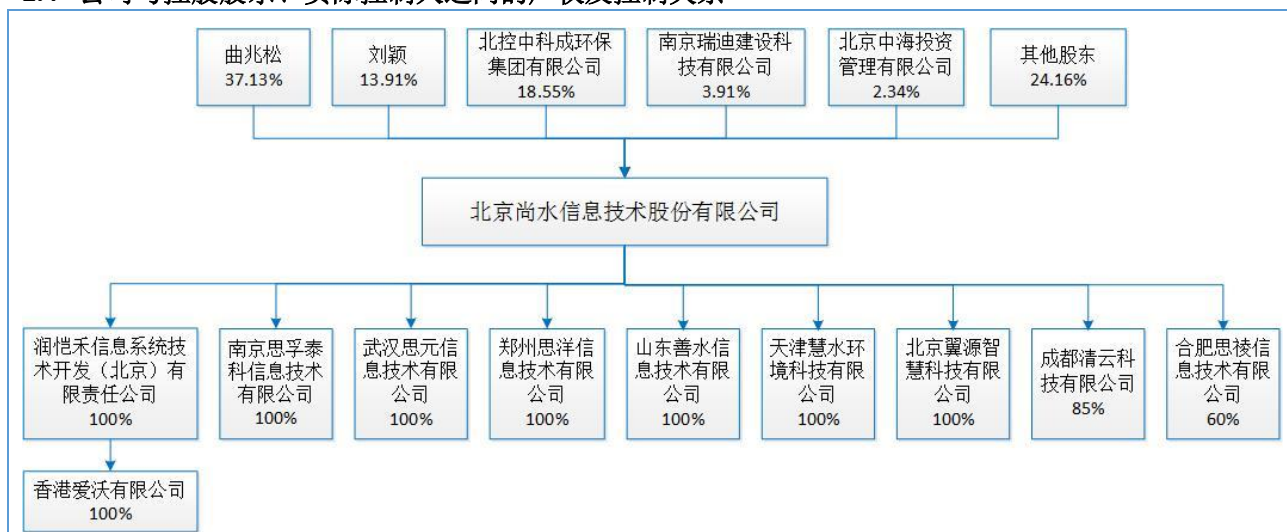 曲兆松
37.13%
刘颖
13.91%
北控中科成环保
集团有限公司
18.55%
南京瑞迪建设科
技有限公司
3.91%
北京中海投资
管理有限公司
2.34%
其他股东
24.16%
北京尚水信息技术股份有限公司
润恺禾信息系统技
术开发（北京）有
限责任公司
100%
南京思孚泰
科信息技术
有限公司
100%
武汉思元信
息技术有限
公司
100%
郑州思洋信
息技术有限
公司
100%
山东善水信
息技术有限
公司
100%
天津慧水环
境科技有限
公司
100%
北京翼源智
慧科技有限
公司
100%
成都清云科
技有限公司
85%
合肥思祾信
息技术有限
公司
60%
香港爱沃有限公司
100%